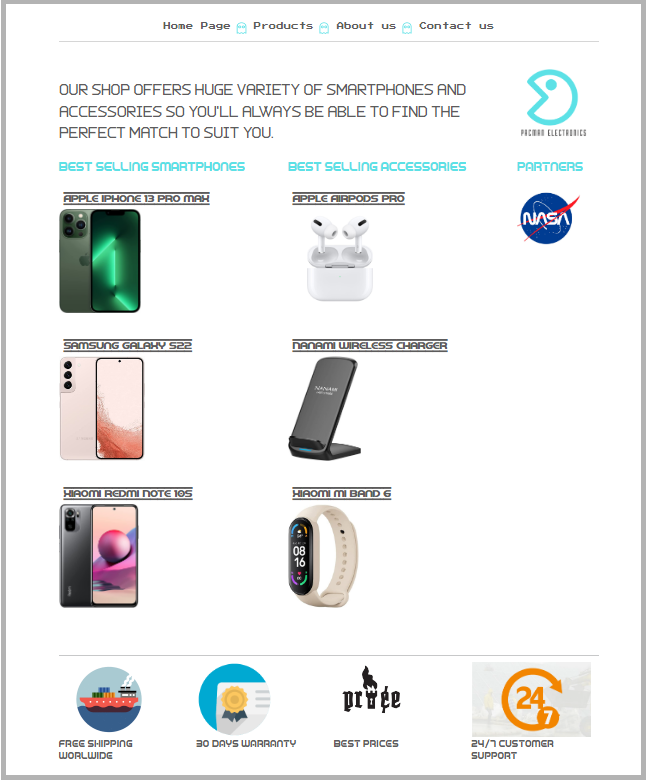 Home Page Products About us Contact us
OUR SHOP OFFERS HUGE VARIETY OF SMARTPHONES AND
ACCESSORIES SO YOU'LL ALWAYS BE ABLE TO FIND THE
PERFECT MATCH TO SUIT YOU.
PACMAN ELECTRONICS
BEST SELLING SMARTPHONES
BEST SELLING ACCESSORIES
PARTNERS
APPLE IPHONE 13 PRO MAX
APPLE AIRPODS PRO
NASA
SAMSUNG GALAXY S22
NANAMI WIRELESS CHARGER
NANAMI
XIAOMI REDMI NOTE 10S
XIAOMI MI BAND 6
08
16
price
24
7
FREE SHIPPING
WORLWIDE
30 DAYS WARRANTY
BEST PRICES
24/7 CUSTOMER
SUPPORT